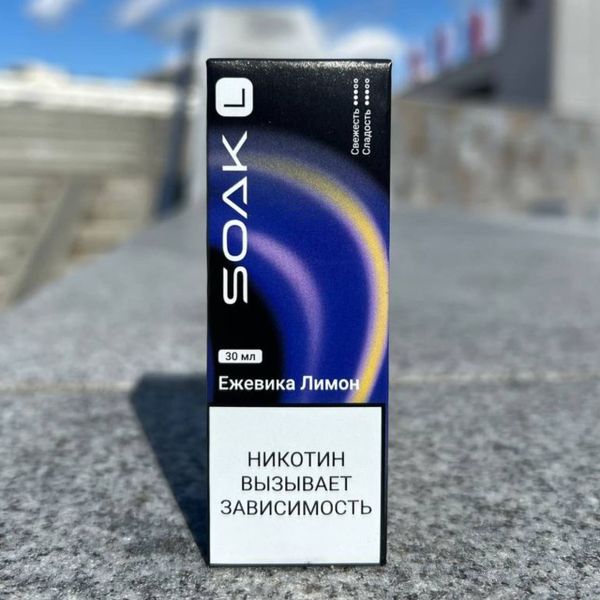 L
SOAK
Свежесть
Сладость
30 мл
Ежевика Лимон
НИКОТИН
ВЫЗЫВАЕТ
ЗАВИСИМОСТЬ